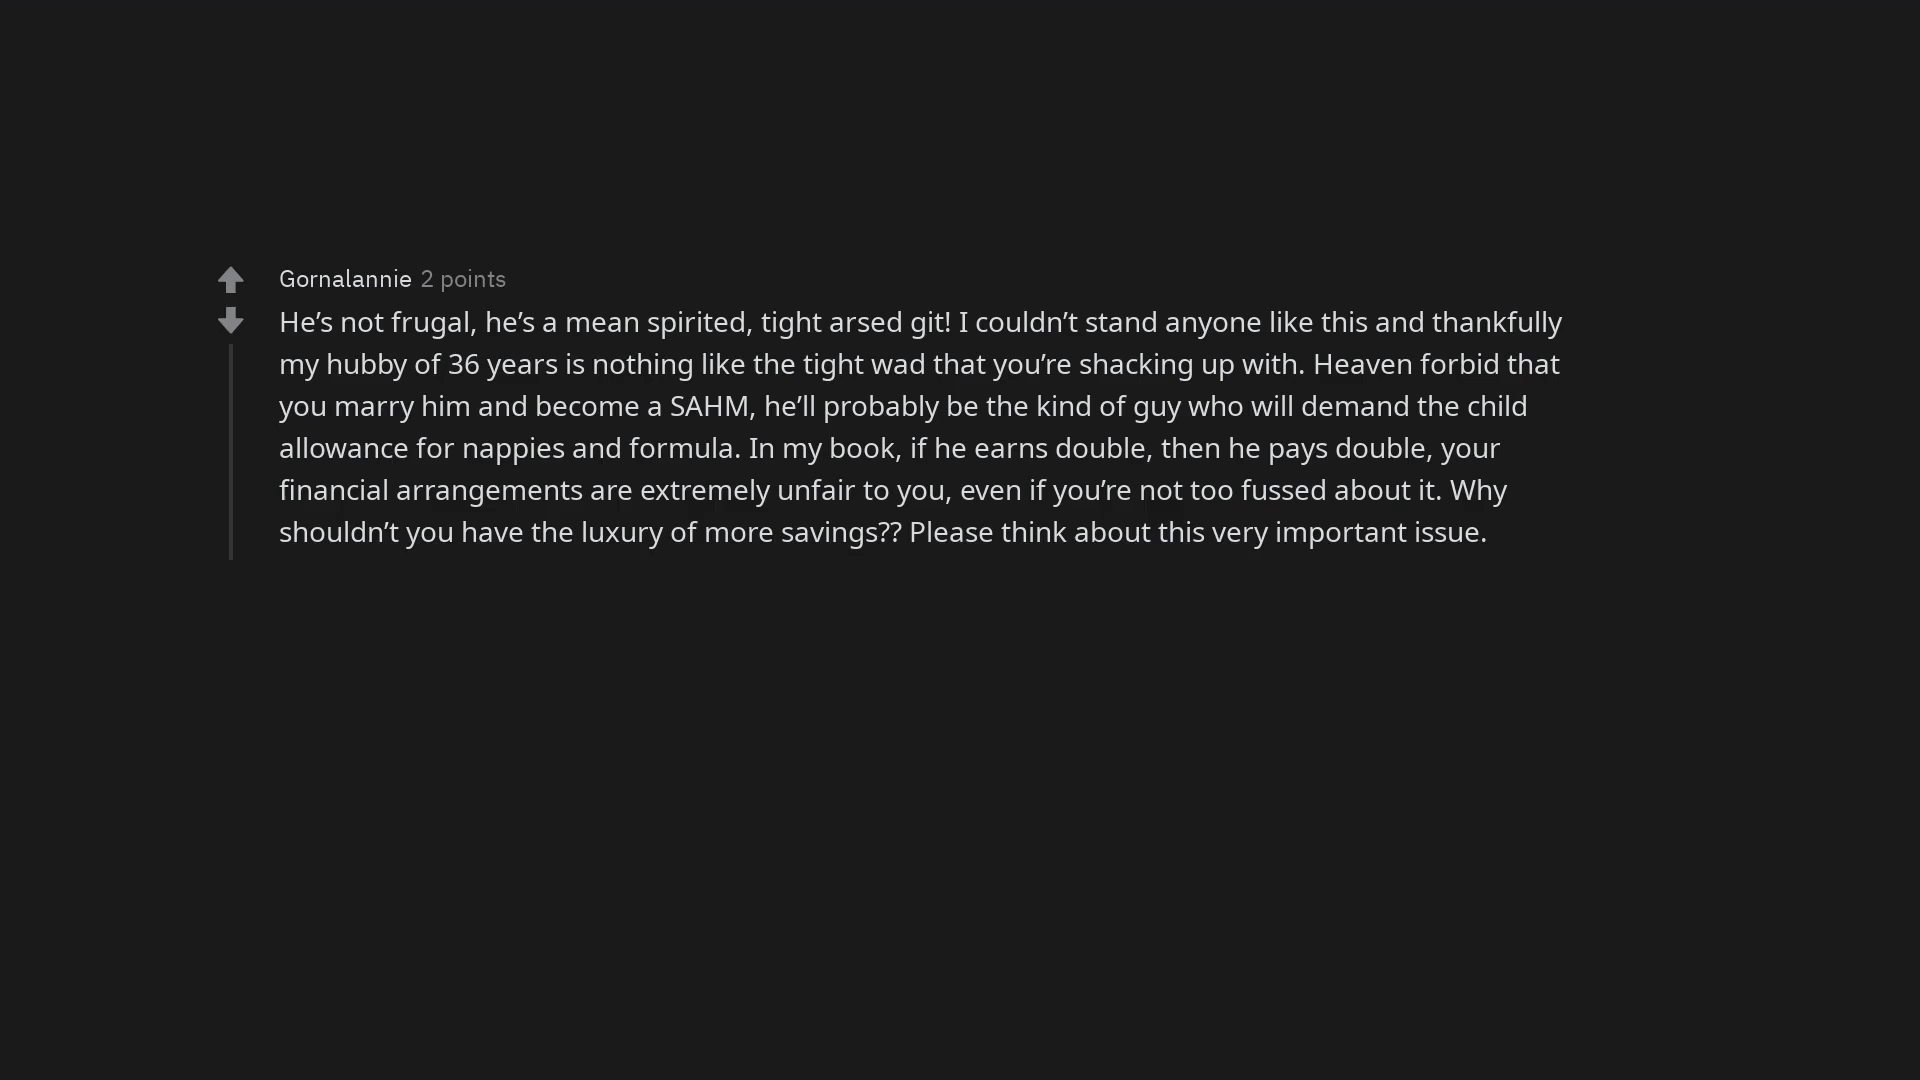 Gornalannie 2 points
He’s not frugal, he’s a mean spirited, tight arsed git! I couldn’t stand anyone like this and thankfully
my hubby of 36 years is nothing like the tight wad that you’re shacking up with. Heaven forbid that
you marry him and become a SAHM, he’ll probably be the kind of guy who will demand the child
allowance for nappies and formula. In my book, if he earns double, then he pays double, your
financial arrangements are extremely unfair to you, even if you’re not too fussed about it. Why
shouldn’t you have the luxury of more savings?? Please think about this very important issue.